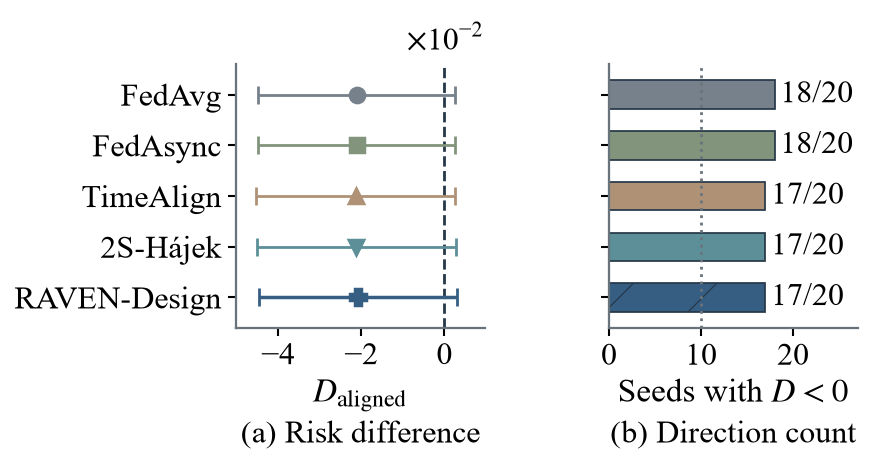 ×10⁻²
FedAvg
FedAsync
TimeAlign
2S-Hájek
RAVEN-Design
−4 −2 0
D_aligned
(a) Risk difference
18/20
18/20
17/20
17/20
17/20
0 10 20
Seeds with D < 0
(b) Direction count